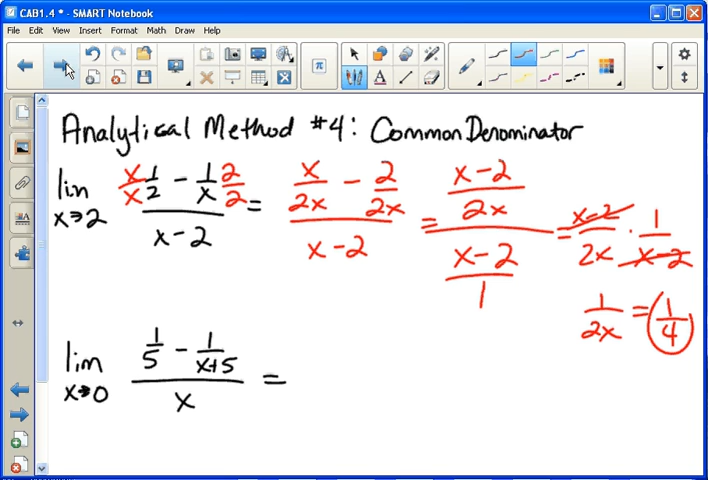 CAB1.4 * - SMART Notebook
File Edit View Insert Format Math Draw Help
Analytical Method #4: Common Denominator
lim x→2 (x/x 1/2 - 1/x 2/2)/(x-2) = (x/2x - 2/2x)/(x-2) = ((x-2)/2x)/((x-2)/1) = (x-2)/2x · 1/(x-2)
1/2x = 1/4
lim x→0 (1/5 - 1/(x+5))/x =